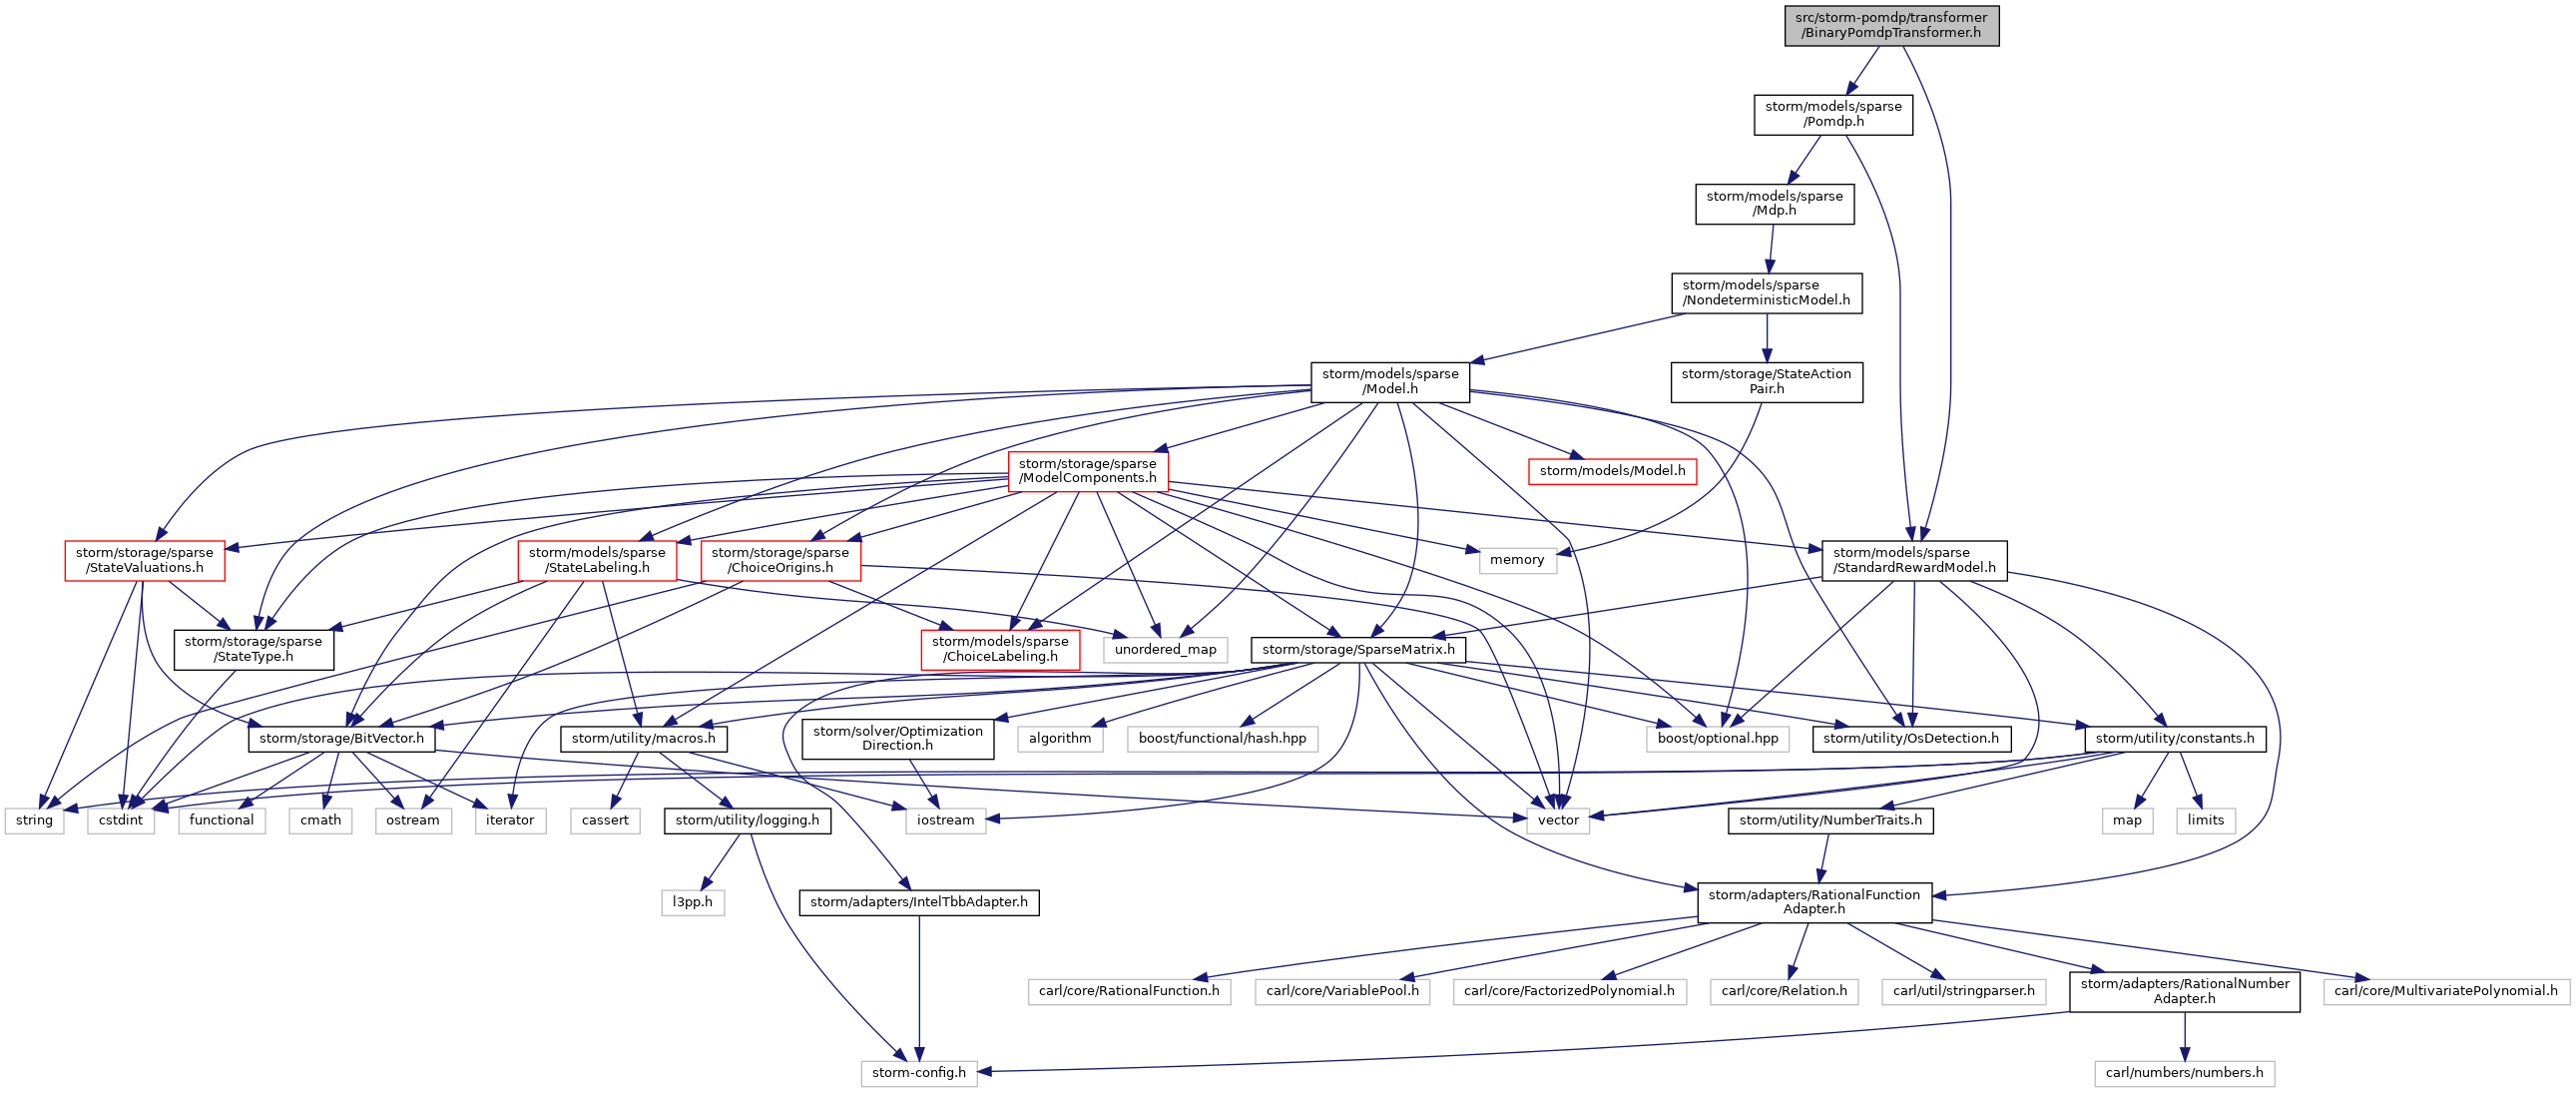 src/storm-pomdp/transformer
/BinaryPomdpTransformer.h
storm/models/sparse
/Pomdp.h
storm/models/sparse
/Mdp.h
storm/models/sparse
/NondeterministicModel.h
storm/models/sparse
/Model.h
storm/storage/StateAction
Pair.h
storm/storage/sparse
/ModelComponents.h
storm/models/Model.h
storm/storage/sparse
/StateValuations.h
storm/models/sparse
/StateLabeling.h
storm/storage/sparse
/ChoiceOrigins.h
memory
storm/models/sparse
/StandardRewardModel.h
storm/storage/sparse
/StateType.h
storm/models/sparse
/ChoiceLabeling.h
unordered_map
storm/storage/SparseMatrix.h
storm/storage/BitVector.h
storm/utility/macros.h
storm/solver/Optimization
Direction.h
algorithm
boost/functional/hash.hpp
boost/optional.hpp
storm/utility/OsDetection.h
storm/utility/constants.h
string
cstdint
functional
cmath
ostream
iterator
cassert
storm/utility/logging.h
iostream
vector
storm/utility/NumberTraits.h
map
limits
l3pp.h
storm/adapters/IntelTbbAdapter.h
storm/adapters/RationalFunction
Adapter.h
carl/core/RationalFunction.h
carl/core/VariablePool.h
carl/core/FactorizedPolynomial.h
carl/core/Relation.h
carl/util/stringparser.h
storm/adapters/RationalNumber
Adapter.h
carl/core/MultivariatePolynomial.h
storm-config.h
carl/numbers/numbers.h